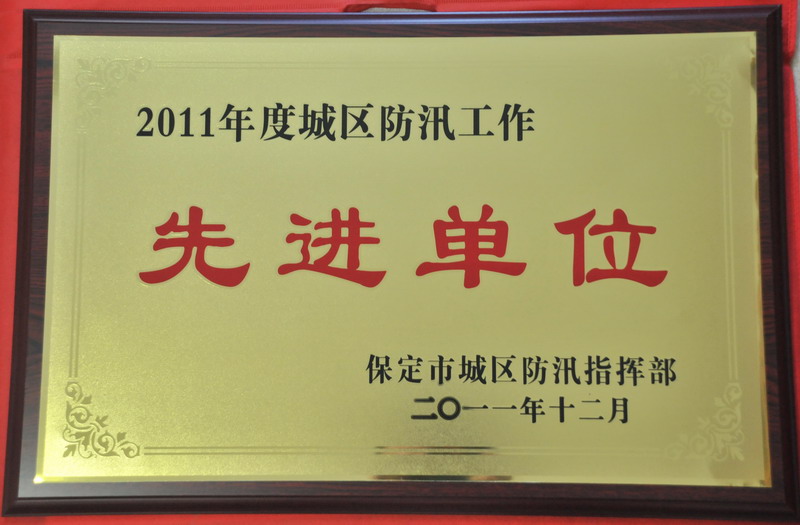 2011年度城区防汛工作
先进单位
保定市城区防汛指挥部
二〇一一年十二月